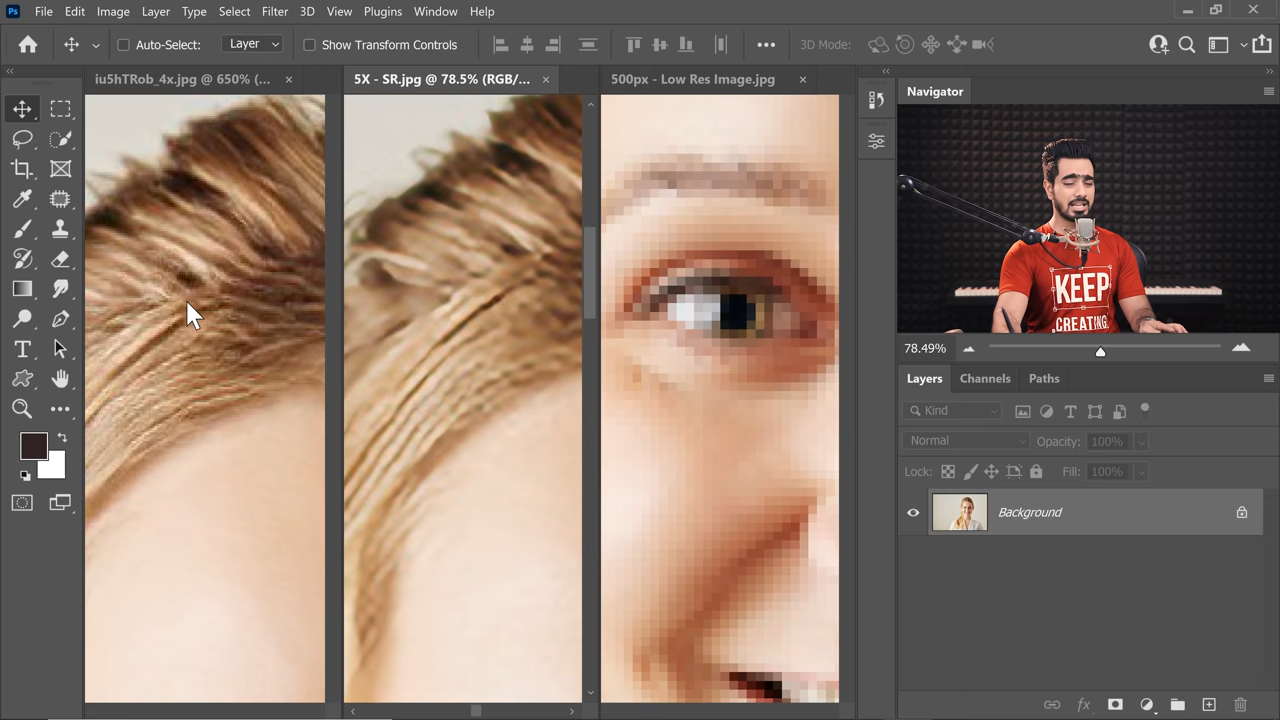 Ps File Edit Image Layer Type Select Filter 3D View Plugins Window Help
Auto-Select: Layer Show Transform Controls 3D Mode:
iu5hTRob_4x.jpg @ 650% (...
5X - SR.jpg @ 78.5% (RGB/...
500px - Low Res Image.jpg
Navigator
KEEP
CREATING.
78.49%
Layers Channels Paths
Kind
Normal Opacity: 100%
Lock: Fill: 100%
Background
fx